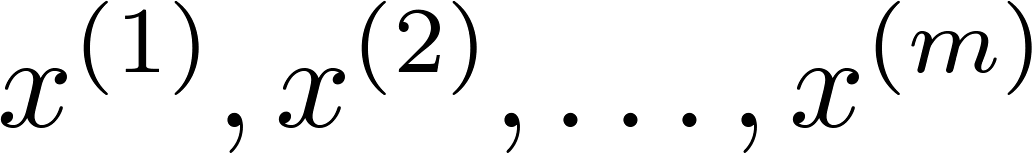 x^{(1)}, x^{(2)}, . . . , x^{(m)}